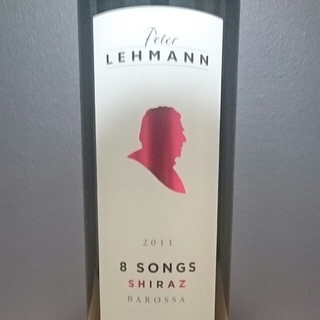 Peter
LEHMANN
2011
8 SONGS
SHIRAZ
BAROSSA